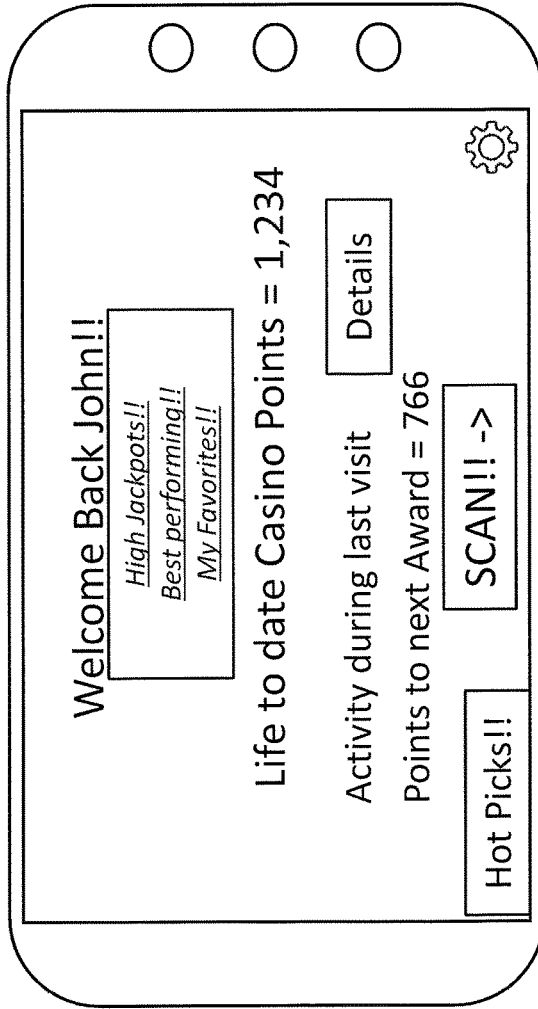 Welcome Back John!!
High Jackpots!!
Best performing!!
My Favorites!!
Life to date Casino Points = 1,234
Activity during last visit
Details
Points to next Award = 766
SCAN!! ->
Hot Picks!!